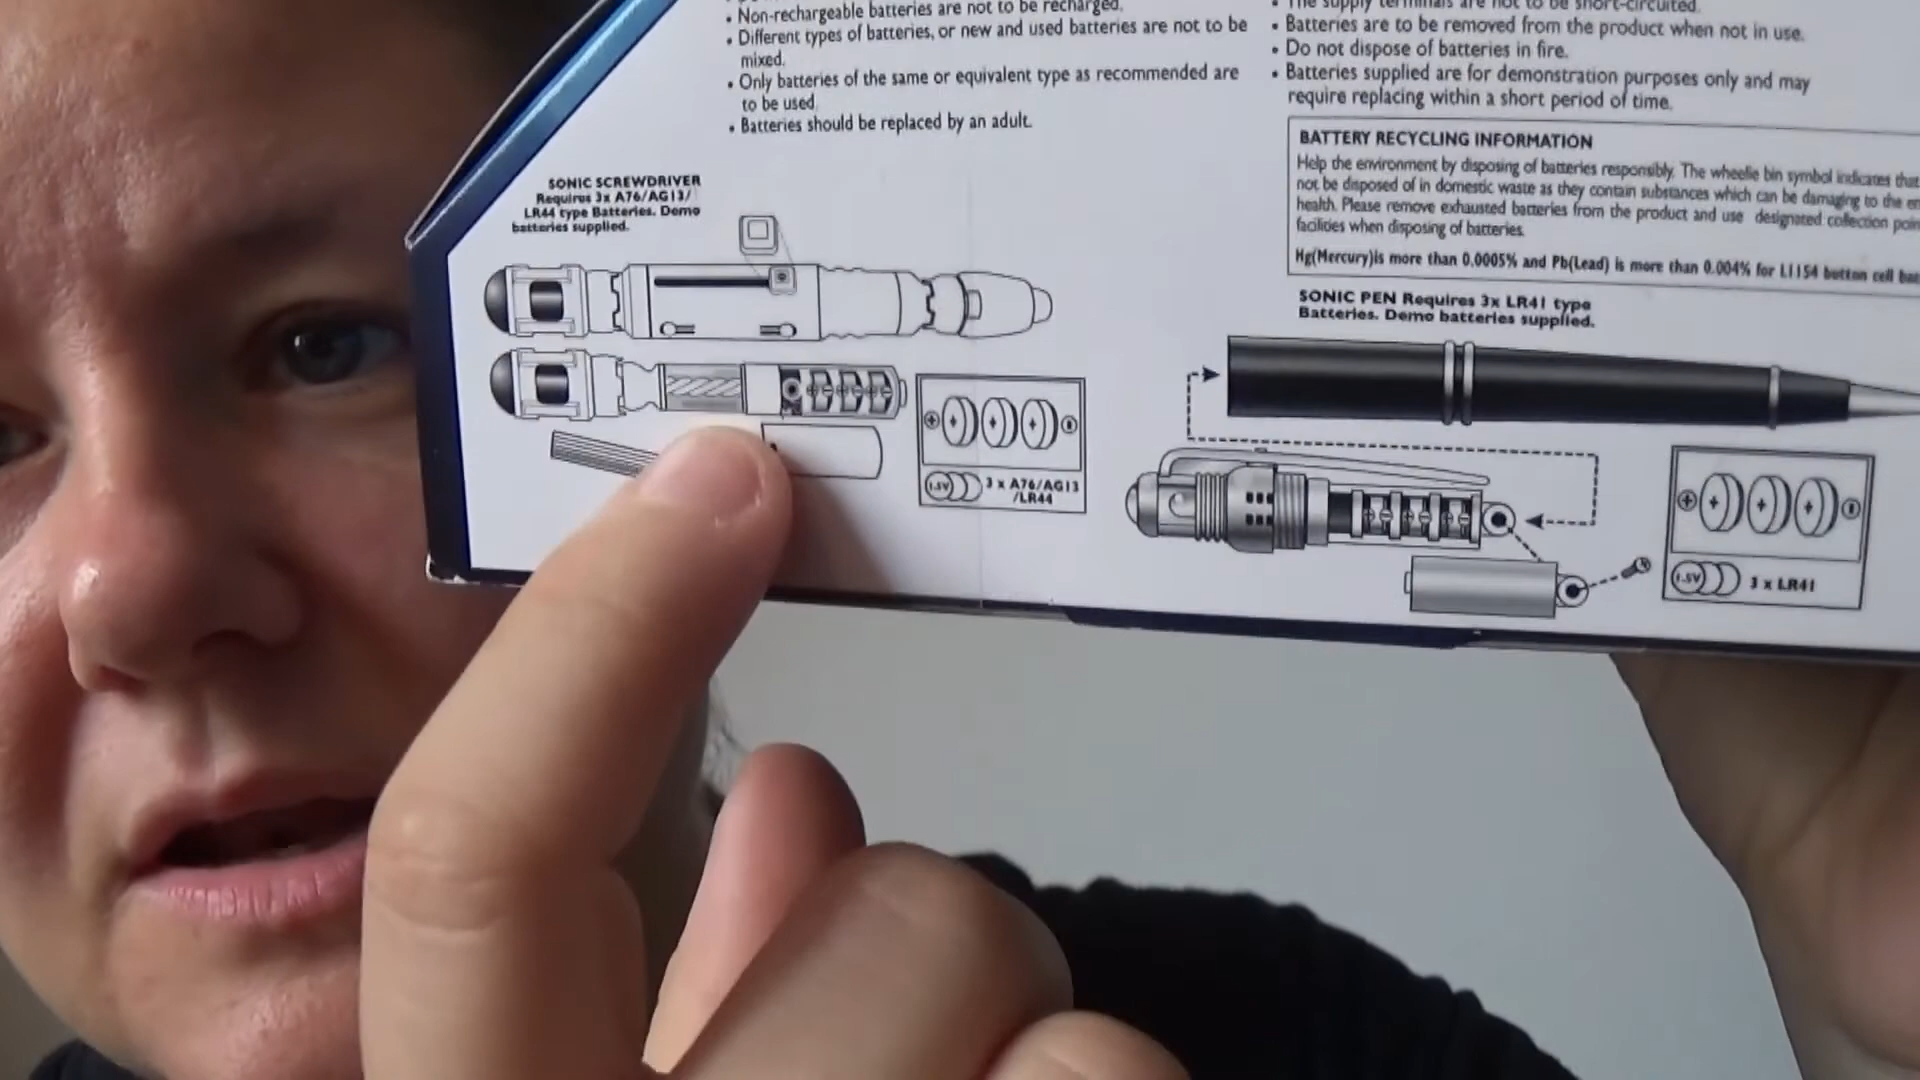 • Non-rechargeable batteries are not to be recharged.
• Different types of batteries, or new and used batteries are not to be
mixed.
• Only batteries of the same or equivalent type as recommended are
to be used
• Batteries should be replaced by an adult.
• The supply terminals are not to be short-circuited.
• Batteries are to be removed from the product when not in use.
• Do not dispose of batteries in fire.
• Batteries supplied are for demonstration purposes only and may
require replacing within a short period of time.
BATTERY RECYCLING INFORMATION
Help the environment by disposing of batteries responsibly. The wheelie bin symbol indicates that
not be disposed of in domestic waste as they contain substances which can be damaging to the
health. Please remove exhausted batteries from the product and use designated collection
facilities when disposing of batteries.
Hg(Mercury)is more than 0.0005% and Pb(Lead) is more than 0.004% for L1154 button cell
SONIC SCREWDRIVER
Requires 3x A76/AG13/
LR44 type Batteries. Demo
batteries supplied.
1.5V 3 x A76/AG13
/LR44
SONIC PEN Requires 3x LR41 type
Batteries. Demo batteries supplied.
1.5V 3 x LR41